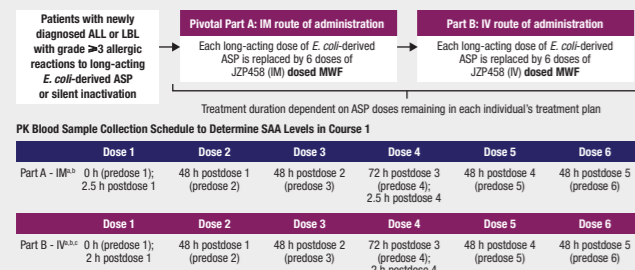 Patients with newly
diagnosed ALL or LBL
with grade ⩾3 allergic
reactions to long-acting
E. coli-derived ASP
or silent inactivation
Pivotal Part A: IM route of administration
Each long-acting dose of E. coli-derived
ASP is replaced by 6 doses of
JZP458 (IM) dosed MWF
Part B: IV route of administration
Each long-acting dose of E. coli-derived
ASP is replaced by 6 doses of
JZP458 (IV) dosed MWF
Treatment duration dependent on ASP doses remaining in each individual's treatment plan
PK Blood Sample Collection Schedule to Determine SAA Levels in Course 1
Dose 1 Dose 2 Dose 3 Dose 4 Dose 5 Dose 6
Part A - IMa,b 0 h (predose 1); 48 h postdose 1 48 h postdose 2 72 h postdose 3 48 h postdose 4 48 h postdose 5
2.5 h postdose 1 (predose 2) (predose 3) (predose 4); (predose 5) (predose 6)
2.5 h postdose 4
Dose 1 Dose 2 Dose 3 Dose 4 Dose 5 Dose 6
Part B - IVa,b,c 0 h (predose 1); 48 h postdose 1 48 h postdose 2 72 h postdose 3 48 h postdose 4 48 h postdose 5
2 h postdose 1 (predose 2) (predose 3) (predose 4); (predose 5) (predose 6)
2 h postdose 4